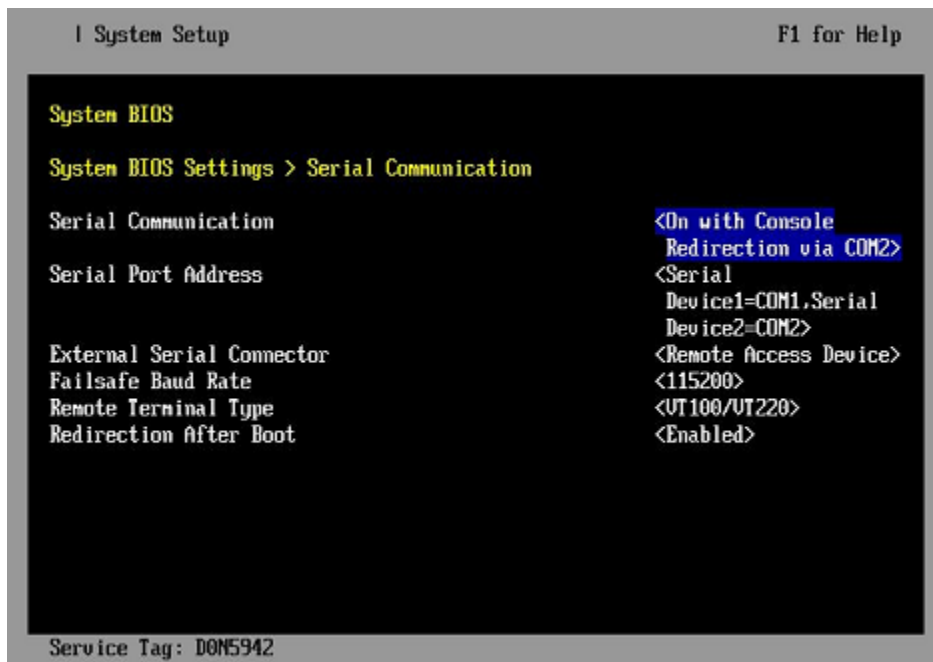 | System Setup F1 for Help
System BIOS
System BIOS Settings > Serial Communication
Serial Communication <On with Console
Redirection via COM2>
Serial Port Address <Serial
Device1=COM1,Serial
Device2=COM2>
External Serial Connector <Remote Access Device>
Failsafe Baud Rate <115200>
Remote Terminal Type <VT100/VT220>
Redirection After Boot <Enabled>
Service Tag: D0N5942